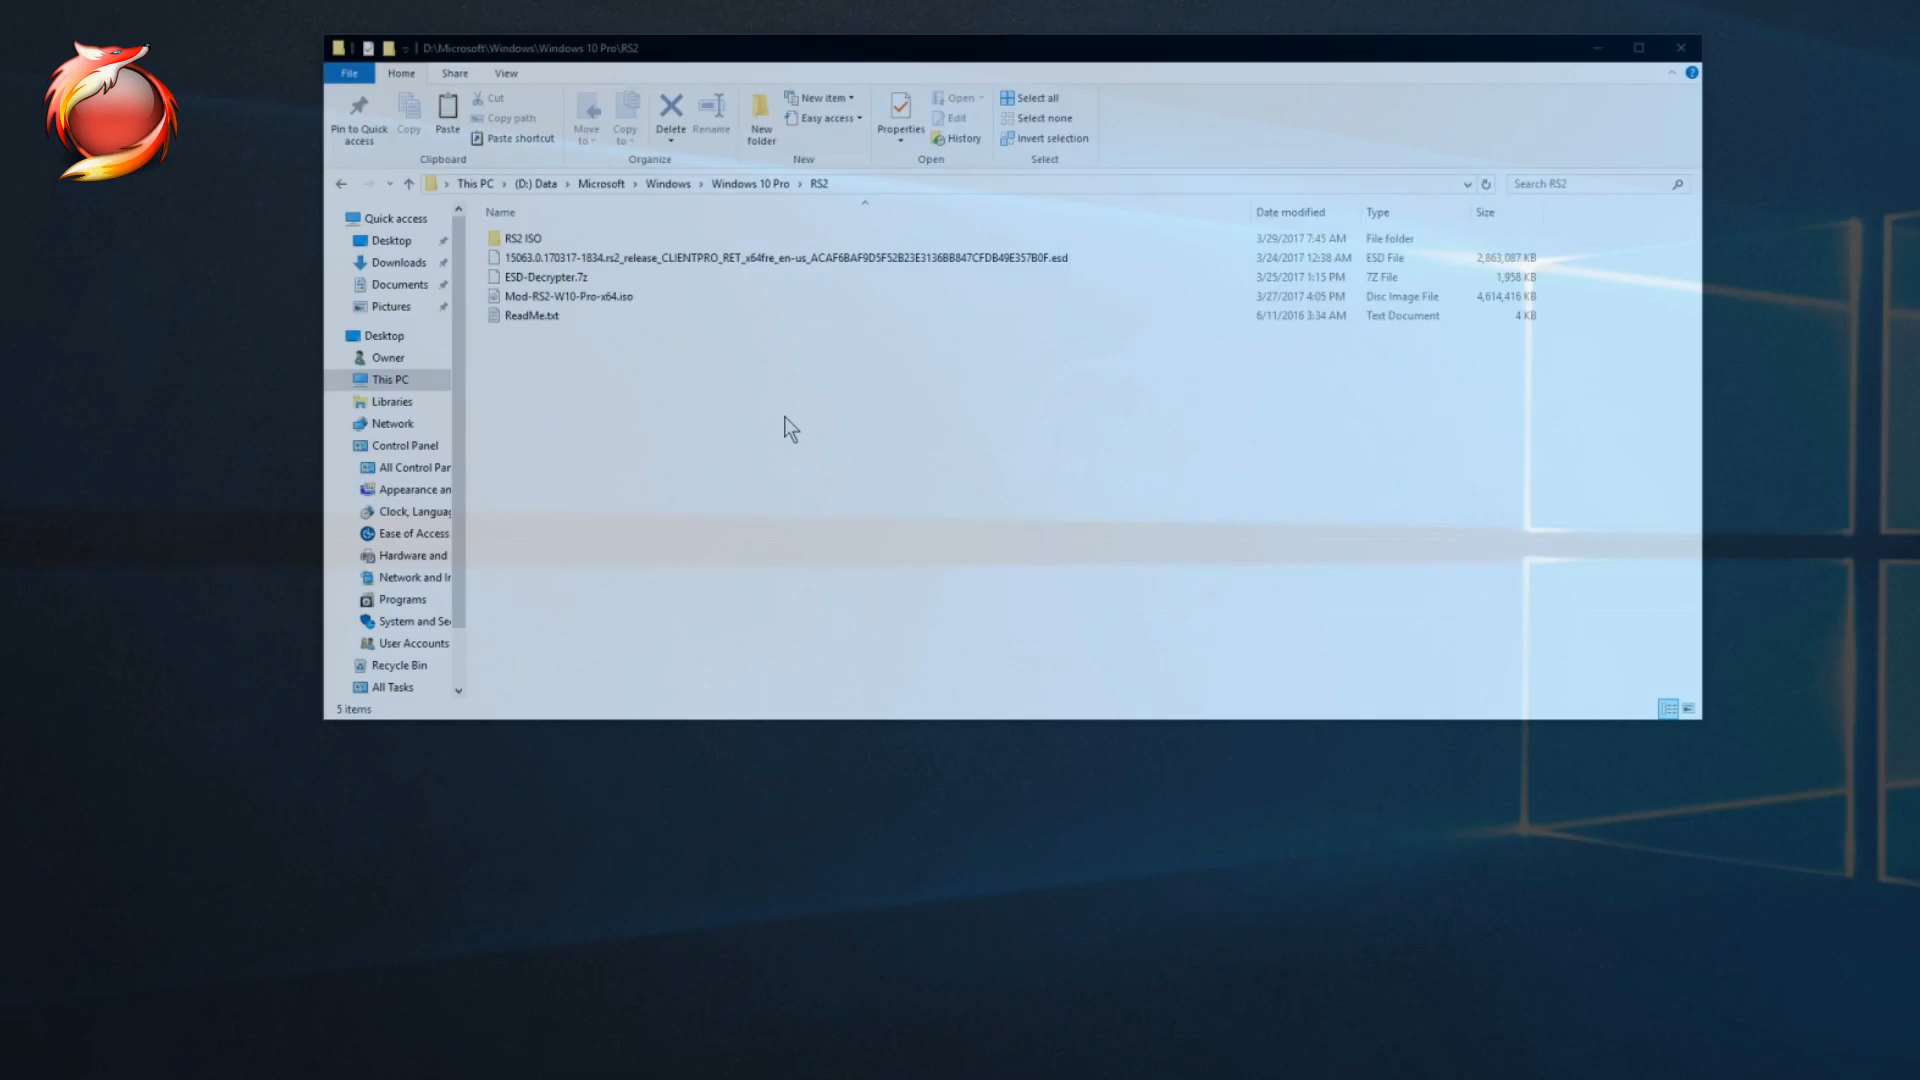 D:\Microsoft\Windows\Windows 10 Pro\RS2
File Home Share View
Pin to Quick access
Copy
Paste
Cut
Copy path
Paste shortcut
Clipboard
Move to
Copy to
Delete
Rename
Organize
New folder
New item
Easy access
New
Properties
Open
Edit
History
Open
Select all
Select none
Invert selection
Select
This PC > (D:) Data > Microsoft > Windows > Windows 10 Pro > RS2
Search RS2
Name Date modified Type Size
RS2 ISO 3/29/2017 7:45 AM File folder
15063.0.170317-1834.rs2_release_CLIENTPRO_RET_x64fre_en-us_ACAF6BAF9D5F52B23E3136BB847CFDB49E357B0F.esd 3/24/2017 12:38 AM ESD File 2,863,087 KB
ESD-Decrypter.7z 3/25/2017 1:15 PM 7Z File 1,958 KB
Mod-RS2-W10-Pro-x64.iso 3/27/2017 4:05 PM Disc Image File 4,614,416 KB
ReadMe.txt 6/11/2016 3:34 AM Text Document 4 KB
Quick access
Desktop
Downloads
Documents
Pictures
Desktop
Owner
This PC
Libraries
Network
Control Panel
All Control Par
Appearance an
Clock, Languag
Ease of Access
Hardware and
Network and Ir
Programs
System and Se
User Accounts
Recycle Bin
All Tasks
5 items